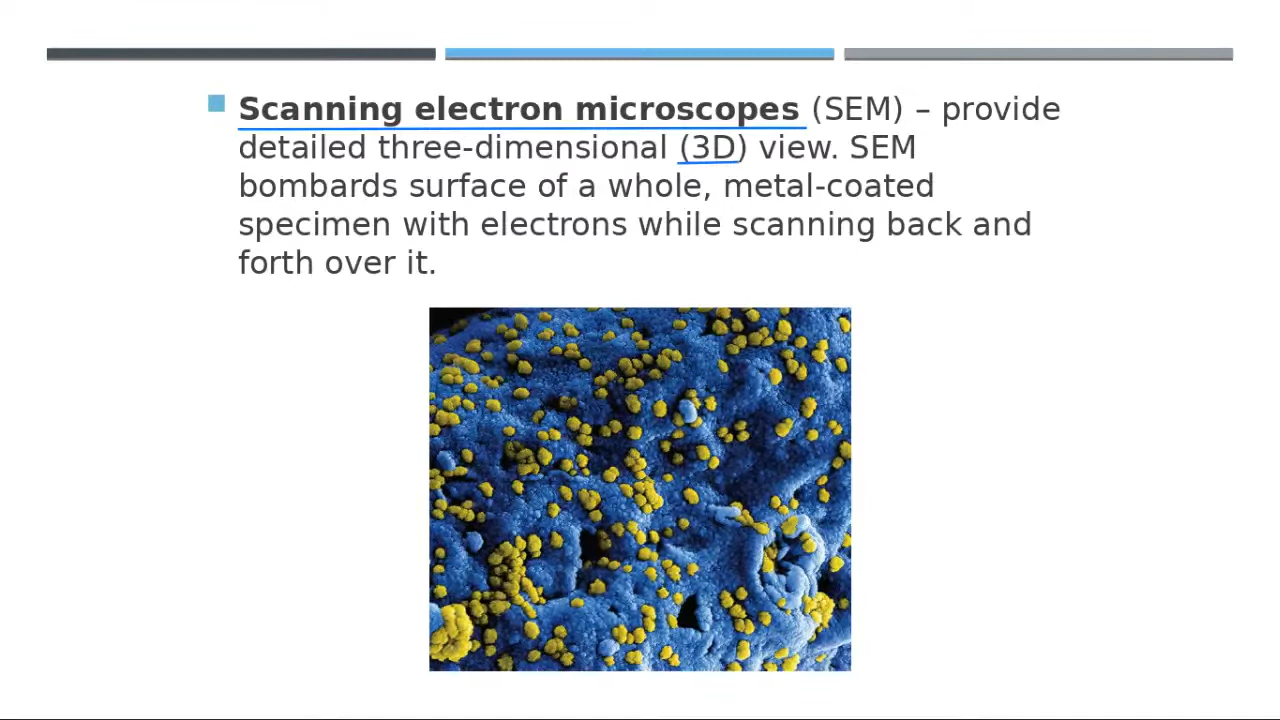 Scanning electron microscopes (SEM) – provide
detailed three-dimensional (3D) view. SEM
bombards surface of a whole, metal-coated
specimen with electrons while scanning back and
forth over it.